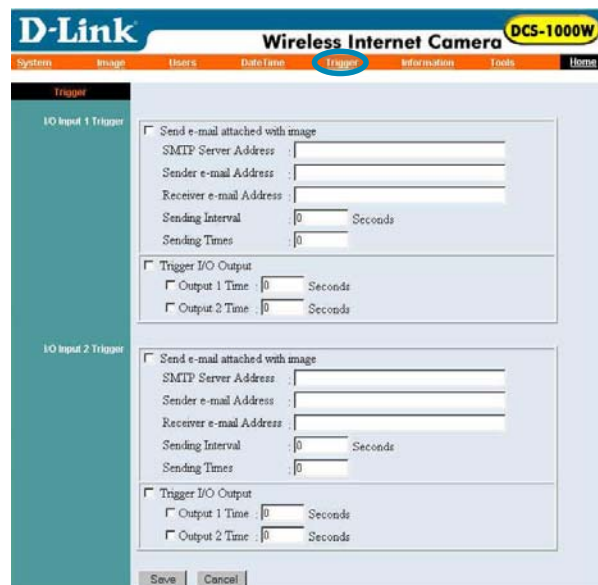 D-Link
DCS-1000W
Wireless Internet Camera
System Image Users DateTime Trigger Information Tools Home
Trigger
I/O Input 1 Trigger
Send e-mail attached with image
SMTP Server Address :
Sender e-mail Address :
Receiver e-mail Address :
Sending Interval : 0 Seconds
Sending Times : 0
Trigger I/O Output
Output 1 Time : 0 Seconds
Output 2 Time : 0 Seconds
I/O Input 2 Trigger
Send e-mail attached with image
SMTP Server Address :
Sender e-mail Address :
Receiver e-mail Address :
Sending Interval : 0 Seconds
Sending Times : 0
Trigger I/O Output
Output 1 Time : 0 Seconds
Output 2 Time : 0 Seconds
Save Cancel